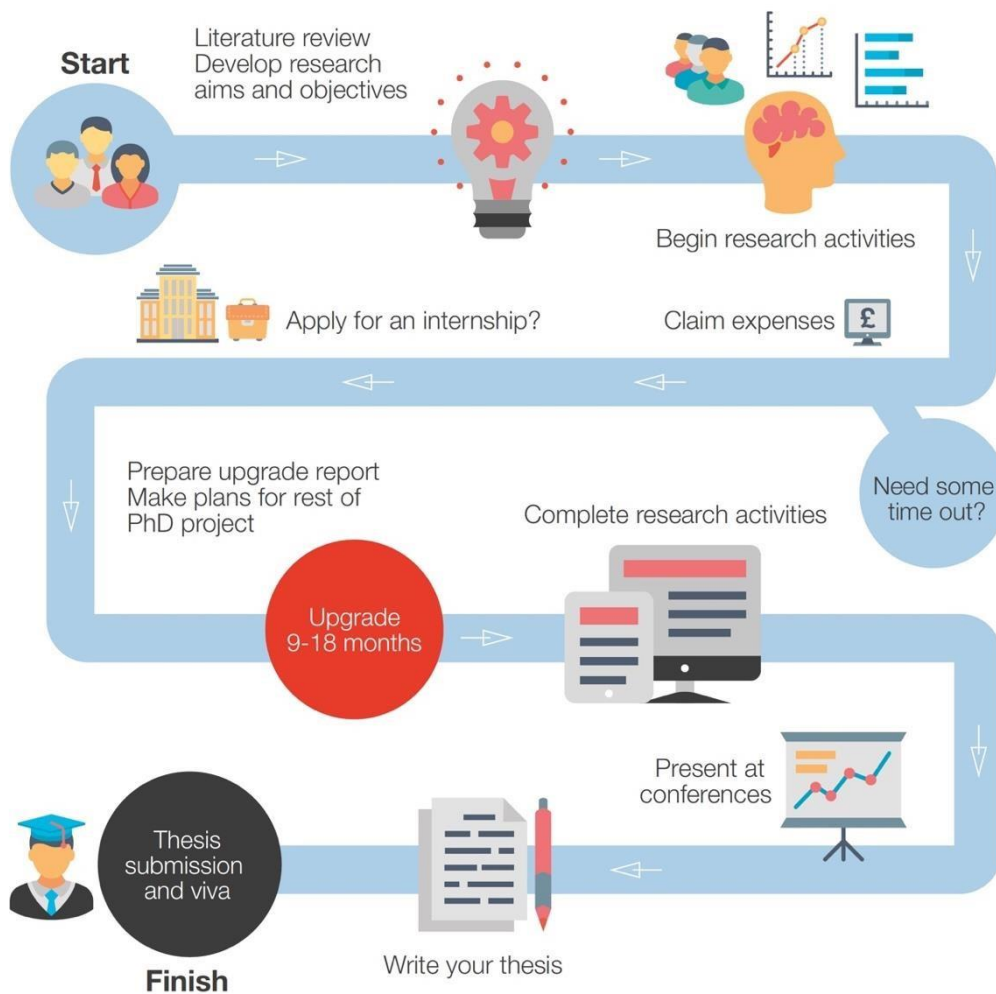 Start
Literature review
Develop research
aims and objectives
Begin research activities
Apply for an internship?
Claim expenses
£
Need some
time out?
Prepare upgrade report
Make plans for rest of
PhD project
Upgrade
9-18 months
Complete research activities
Present at
conferences
Write your thesis
Thesis
submission
and viva
Finish